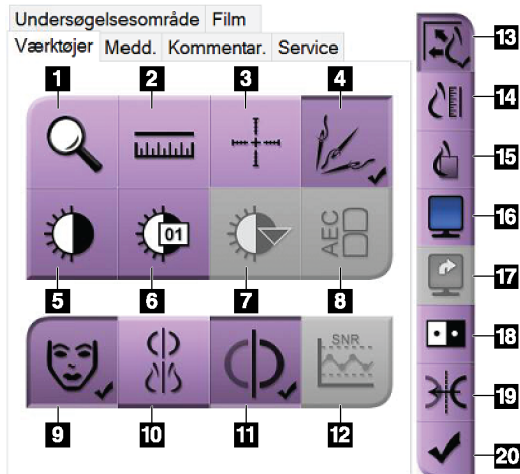 Undersøgelsesområde Film
Værktøjer Medd. Kommentar. Service
1 2 3 4
01 AEC
5 6 7 8
SNR
9 10 11 12
13
14
15
16
17
18
19
20